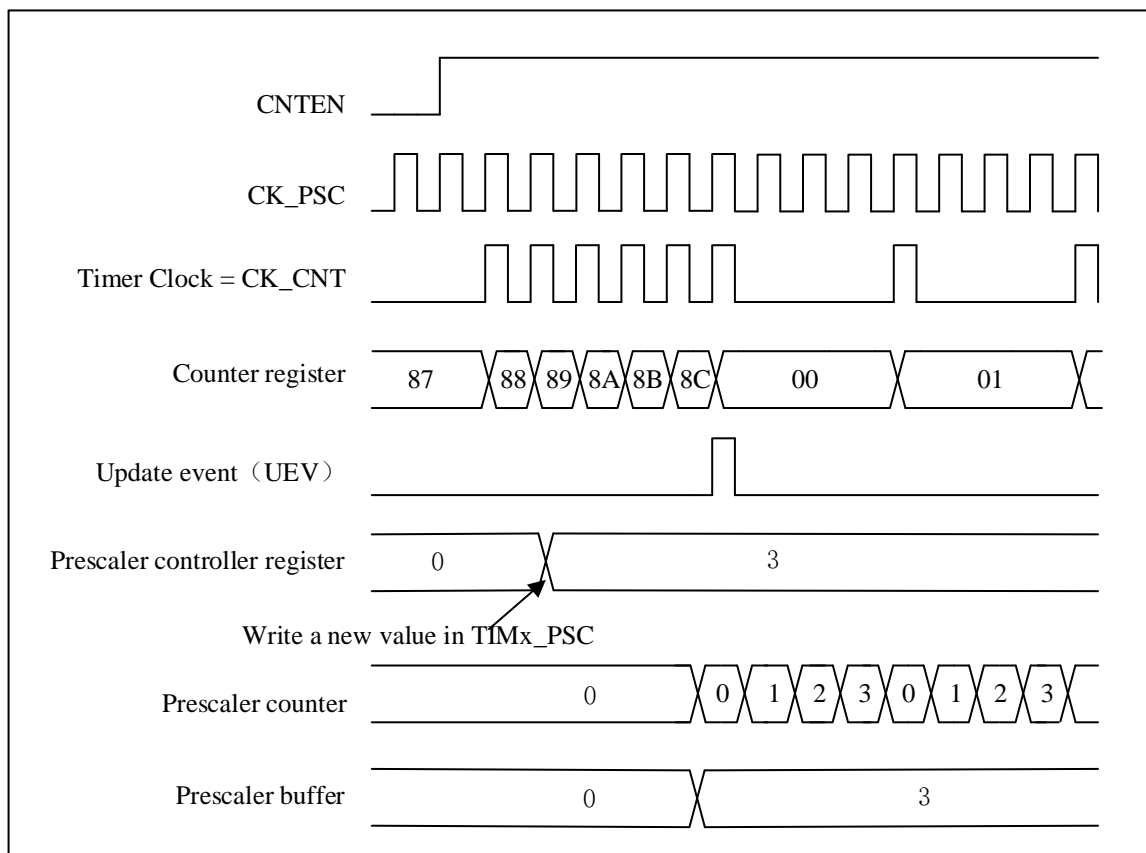 CNTEN
CK_PSC
Timer Clock = CK_CNT
Counter register
87 88 89 8A 8B 8C 00 01
Update event（UEV）
Prescaler controller register
0 3
Write a new value in TIMx_PSC
Prescaler counter
0 0 1 2 3 0 1 2 3
Prescaler buffer
0 3